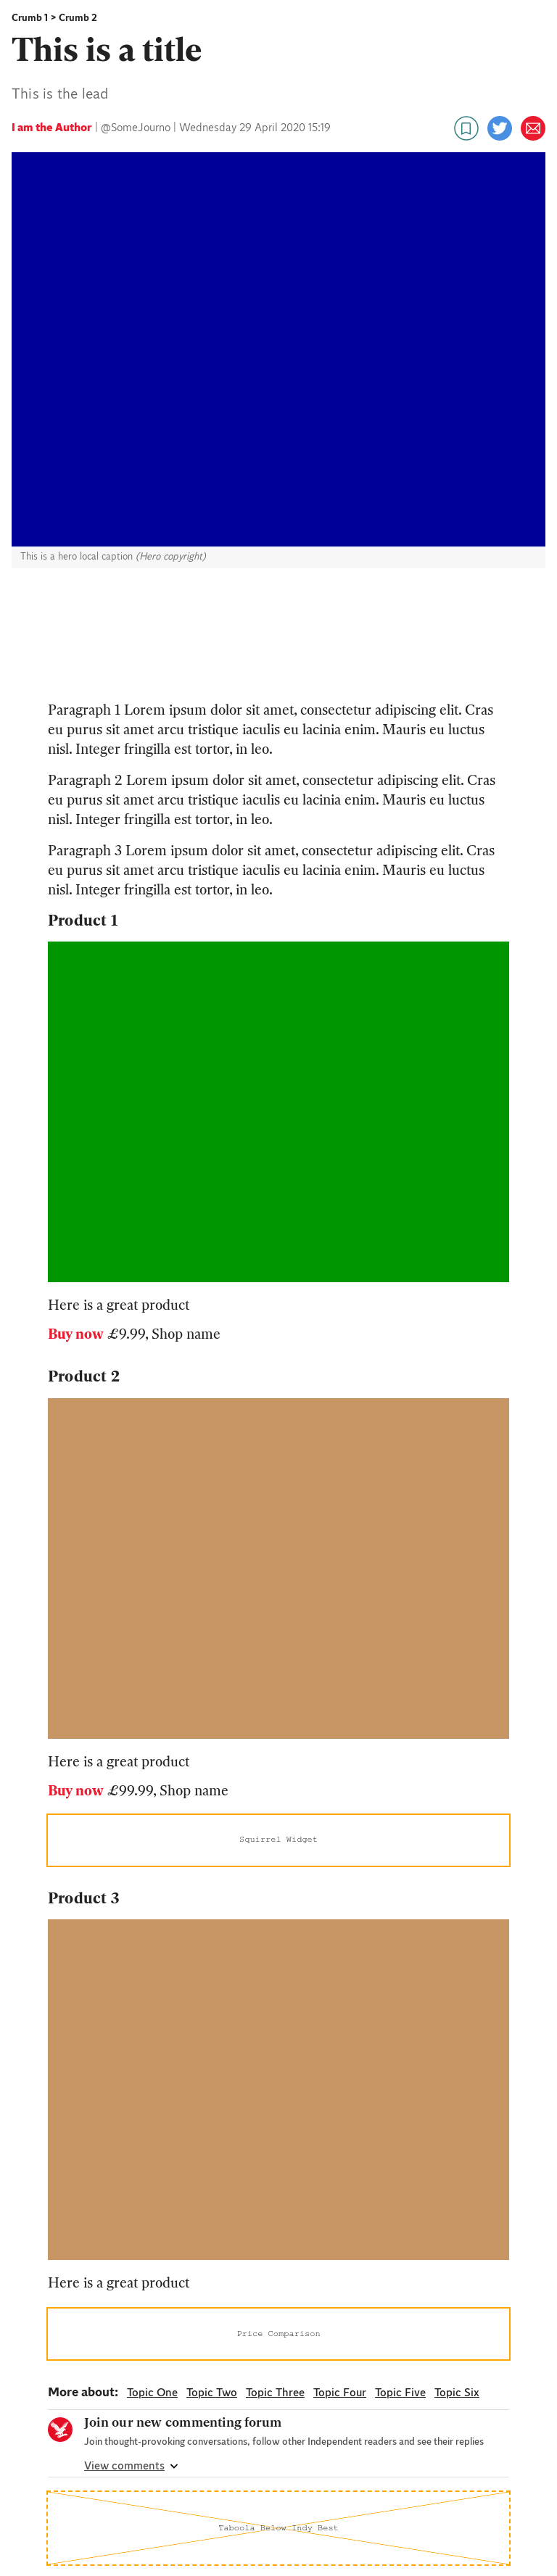 Crumb 1 > Crumb 2
This is a title
This is the lead
I am the Author | @SomeJourno | Wednesday 29 April 2020 15:19
This is a hero local caption (Hero copyright)
Paragraph 1 Lorem ipsum dolor sit amet, consectetur adipiscing elit. Cras
eu purus sit amet arcu tristique iaculis eu lacinia enim. Mauris eu luctus
nisl. Integer fringilla est tortor, in leo.
Paragraph 2 Lorem ipsum dolor sit amet, consectetur adipiscing elit. Cras
eu purus sit amet arcu tristique iaculis eu lacinia enim. Mauris eu luctus
nisl. Integer fringilla est tortor, in leo.
Paragraph 3 Lorem ipsum dolor sit amet, consectetur adipiscing elit. Cras
eu purus sit amet arcu tristique iaculis eu lacinia enim. Mauris eu luctus
nisl. Integer fringilla est tortor, in leo.
Product 1
Here is a great product
Buy now £9.99, Shop name
Product 2
Here is a great product
Buy now £99.99, Shop name
Squirrel Widget
Product 3
Here is a great product
Price Comparison
More about: Topic One Topic Two Topic Three Topic Four Topic Five Topic Six
Join our new commenting forum
Join thought-provoking conversations, follow other Independent readers and see their replies
View comments
Taboola Below Indy Best